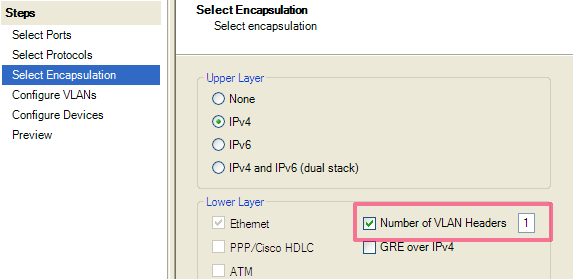 Steps
Select Ports
Select Protocols
Select Encapsulation
Configure VLANs
Configure Devices
Preview
Select Encapsulation
Select encapsulation
Upper Layer
None
IPv4
IPv6
IPv4 and IPv6 (dual stack)
Lower Layer
Ethernet
Number of VLAN Headers 1
PPP/Cisco HDLC
GRE over IPv4
ATM